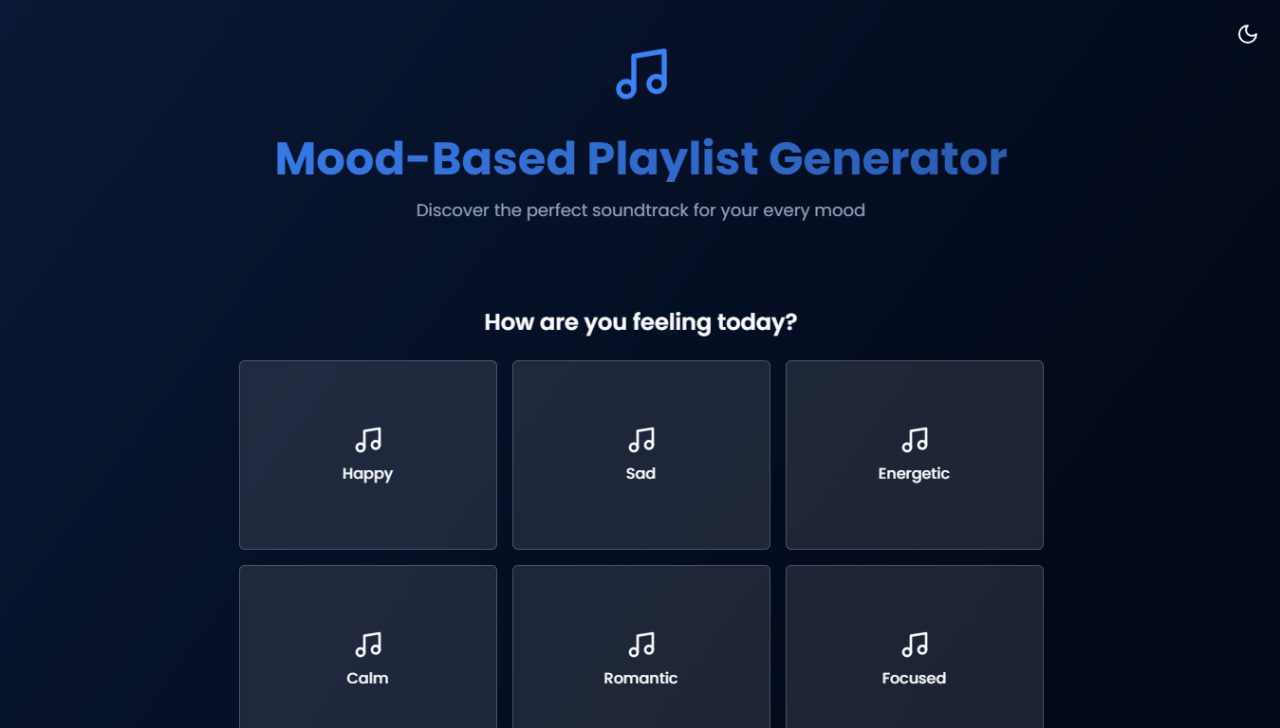 Mood-Based Playlist Generator
Discover the perfect soundtrack for your every mood
How are you feeling today?
Happy
Sad
Energetic
Calm
Romantic
Focused